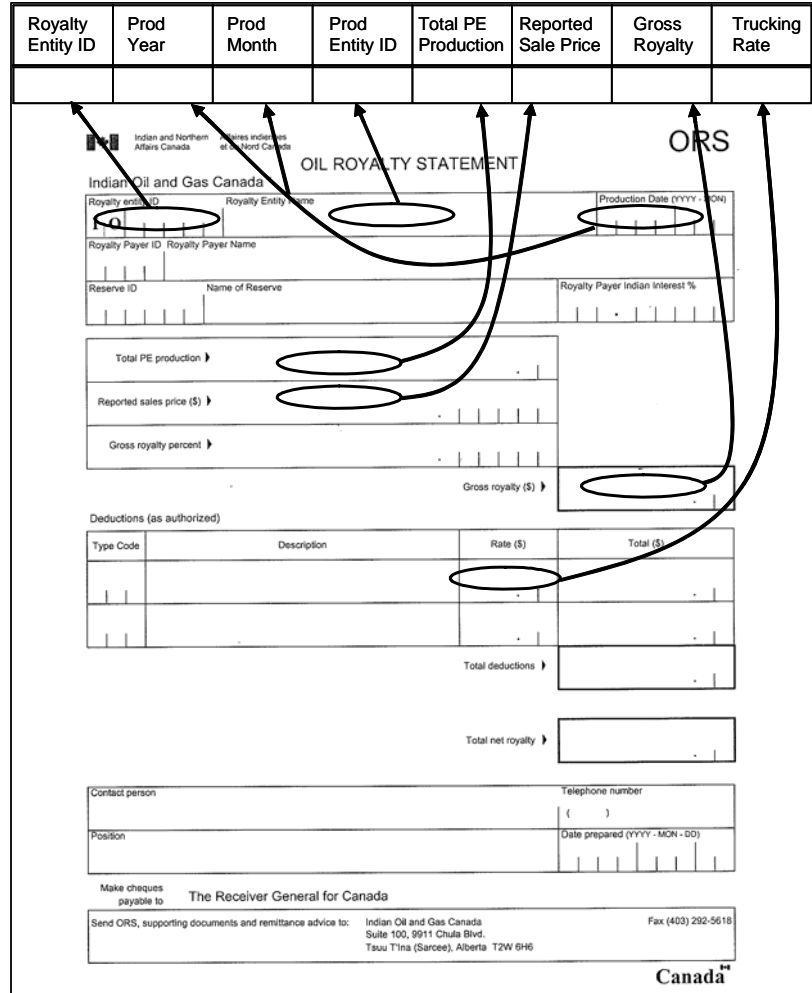 Royalty Entity ID
Prod Year
Prod Month
Prod Entity ID
Total PE Production
Reported Sale Price
Gross Royalty
Trucking Rate
Indian and Northern Affairs Canada
Affaires indiennes et du Nord Canada
ORS
OIL ROYALTY STATEMENT
Indian Oil and Gas Canada
Royalty entity ID
Royalty Entity Name
Production Date (YYYY - MON)
I O
Royalty Payer ID
Royalty Payer Name
Reserve ID
Name of Reserve
Royalty Payer Indian Interest %
Total PE production
Reported sales price ($)
Gross royalty percent
Gross royalty ($)
Deductions (as authorized)
Type Code
Description
Rate ($)
Total ($)
Total deductions
Total net royalty
Contact person
Telephone number
( )
Position
Date prepared (YYYY - MON - DD)
Make cheques payable to
The Receiver General for Canada
Send ORS, supporting documents and remittance advice to:
Indian Oil and Gas Canada
Fax (403) 292-5618
Suite 100, 9911 Chula Blvd.
Tsuu T'Ina (Sarcee), Alberta T2W 6H6
Canada